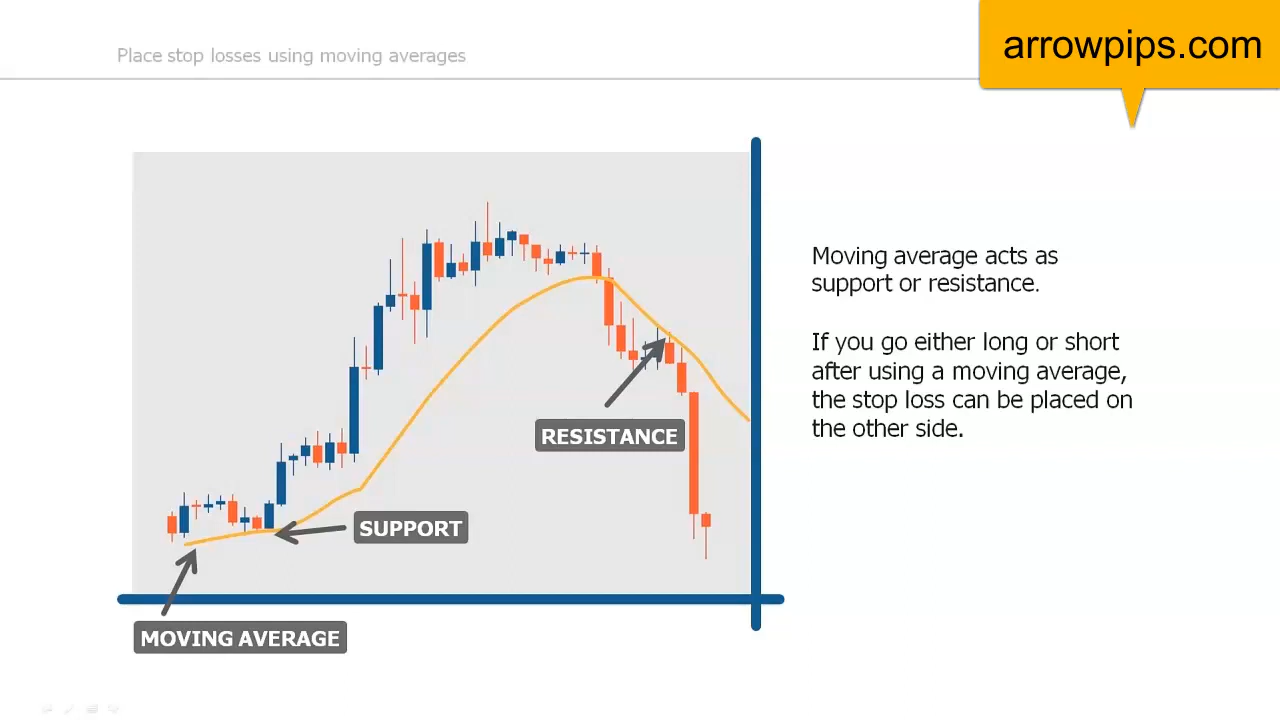 Place stop losses using moving averages
arrowpips.com
Moving average acts as
support or resistance.
If you go either long or short
after using a moving average,
the stop loss can be placed on
the other side.
RESISTANCE
SUPPORT
MOVING AVERAGE